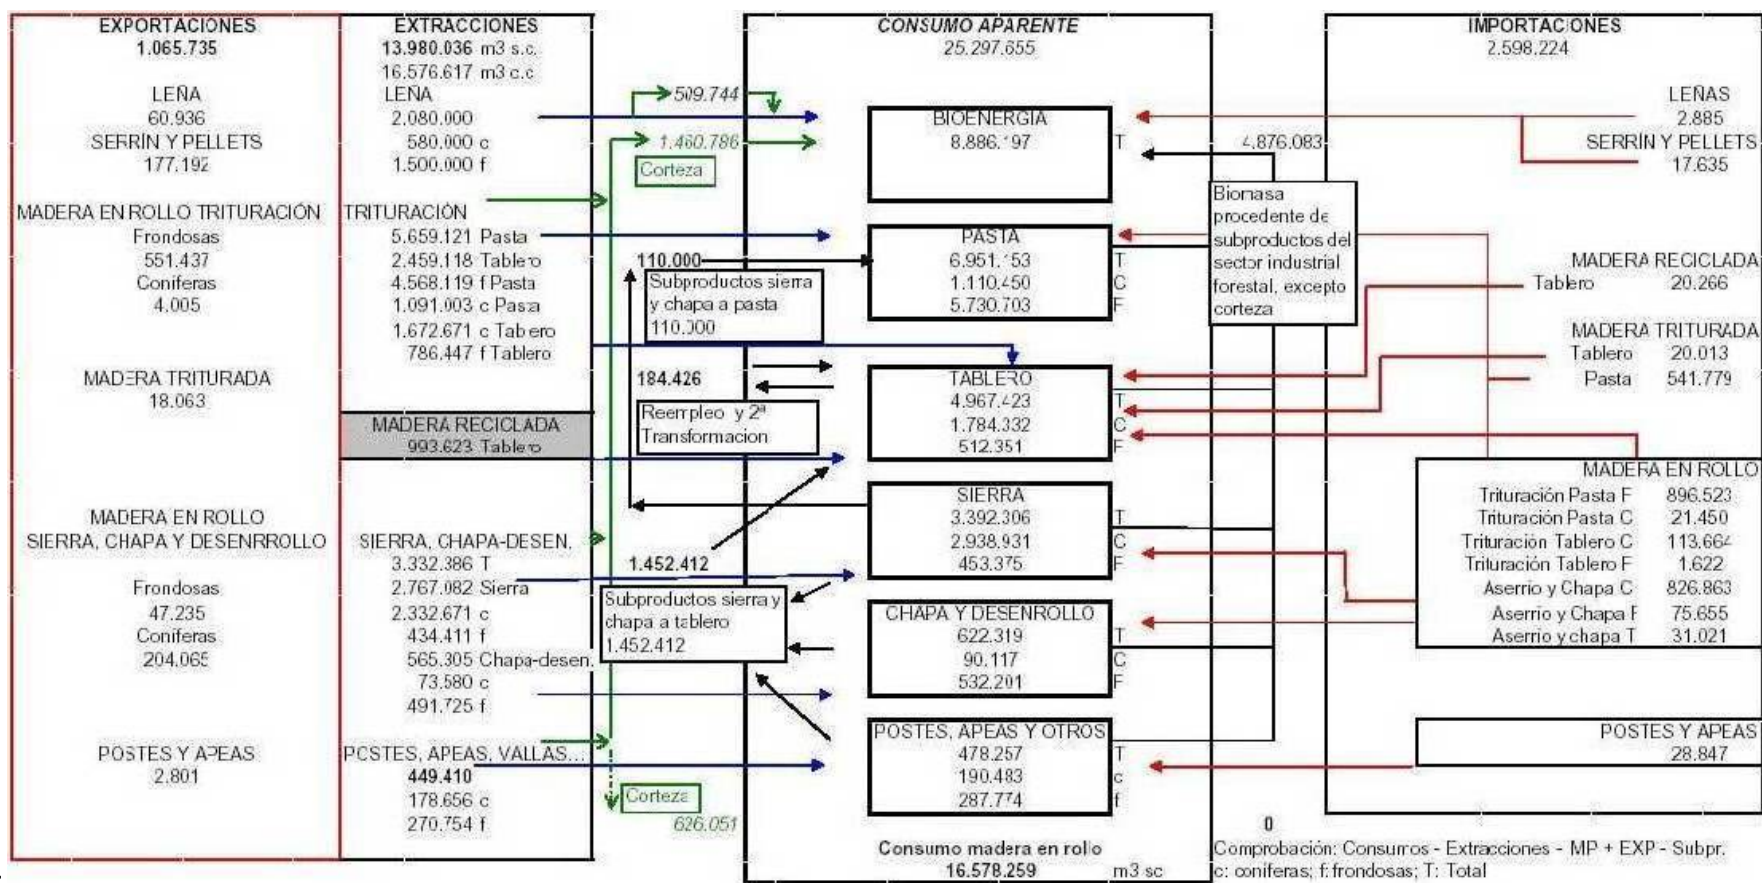 EXPORTACIONES
1.065.735
LEÑA
60.936
SERRÍN Y PELLETS
177.192
MADERA EN ROLLO TRITURACIÓN
Frondosas
551.437
Coníferas
4.005
MADERA TRITURADA
18.063
MADERA EN ROLLO
SIERRA, CHAPA Y DESENRROLLO
Frondosas
47.235
Coníferas
204.065
POSTES Y APEAS
2.801
EXTRACCIONES
13.980.036 m3 s.c.
16.576.617 m3 c.c
LEÑA
2.080.000
580.000 c
1.500.000 f
TRITURACIÓN
5.659.121 Pasta
2.459.118 Tablero
4.568.119 f Pasta
1.091.003 c Pasta
1.672.671 c Tablero
786.447 f Tablero
MADERA RECICLADA
993.623 Tablero
SIERRA, CHAPA-DESEN.
3.332.386 T
2.767.082 Sierra
2.332.671 c
434.411 f
565.305 Chapa-desen.
73.580 c
491.725 f
POSTES, APEAS, VALLAS...
449.410
178.656 c
270.754 f
509.744
1.460.786
Corteza
110.000
Subproductos sierra
y chapa a pasta
110.000
184.426
Reempleo y 2ª
Transformacion
1.452.412
Subproductos sierra y
chapa a tablero
1.452.412
Corteza
626.051
CONSUMO APARENTE
25.297.655
BIOENERGIA
8.886.197 T
PASTA
6.951.153 T
1.110.450 C
5.730.703 F
TABLERO
4.967.423 T
1.784.332 C
512.351 F
SIERRA
3.392.306 T
2.938.931 C
453.375 F
CHAPA Y DESENROLLO
622.319 T
90.117 C
532.201 F
POSTES, APEAS Y OTROS
478.257 T
190.483 c
287.774 f
Consumo madera en rollo
16.578.259 m3 sc
4.876.083
Biomasa
procedente de
subproductos del
sector industrial
forestal, excepto
corteza
IMPORTACIONES
2.598.224
LEÑAS
2.885
SERRÍN Y PELLETS
17.635
MADERA RECICLADA
Tablero 20.266
MADERA TRITURADA
Tablero 20.013
Pasta 541.779
MADERA EN ROLLO
Trituración Pasta F 896.523
Trituración Pasta C 21.450
Trituración Tablero C 113.664
Trituración Tablero F 1.622
Aserrio y Chapa C 826.863
Aserrio y Chapa F 75.655
Aserrio y chapa T 31.021
POSTES Y APEAS
28.847
0
Comprobación: Consumos - Extracciones - MP + EXP - Subpr.
c: coníferas; f: frondosas; T: Total